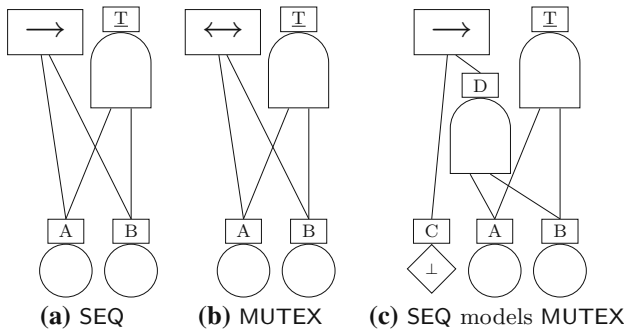 → T ↔ T → T
D
A B A B C A B
⊥
(a) SEQ (b) MUTEX (c) SEQ models MUTEX